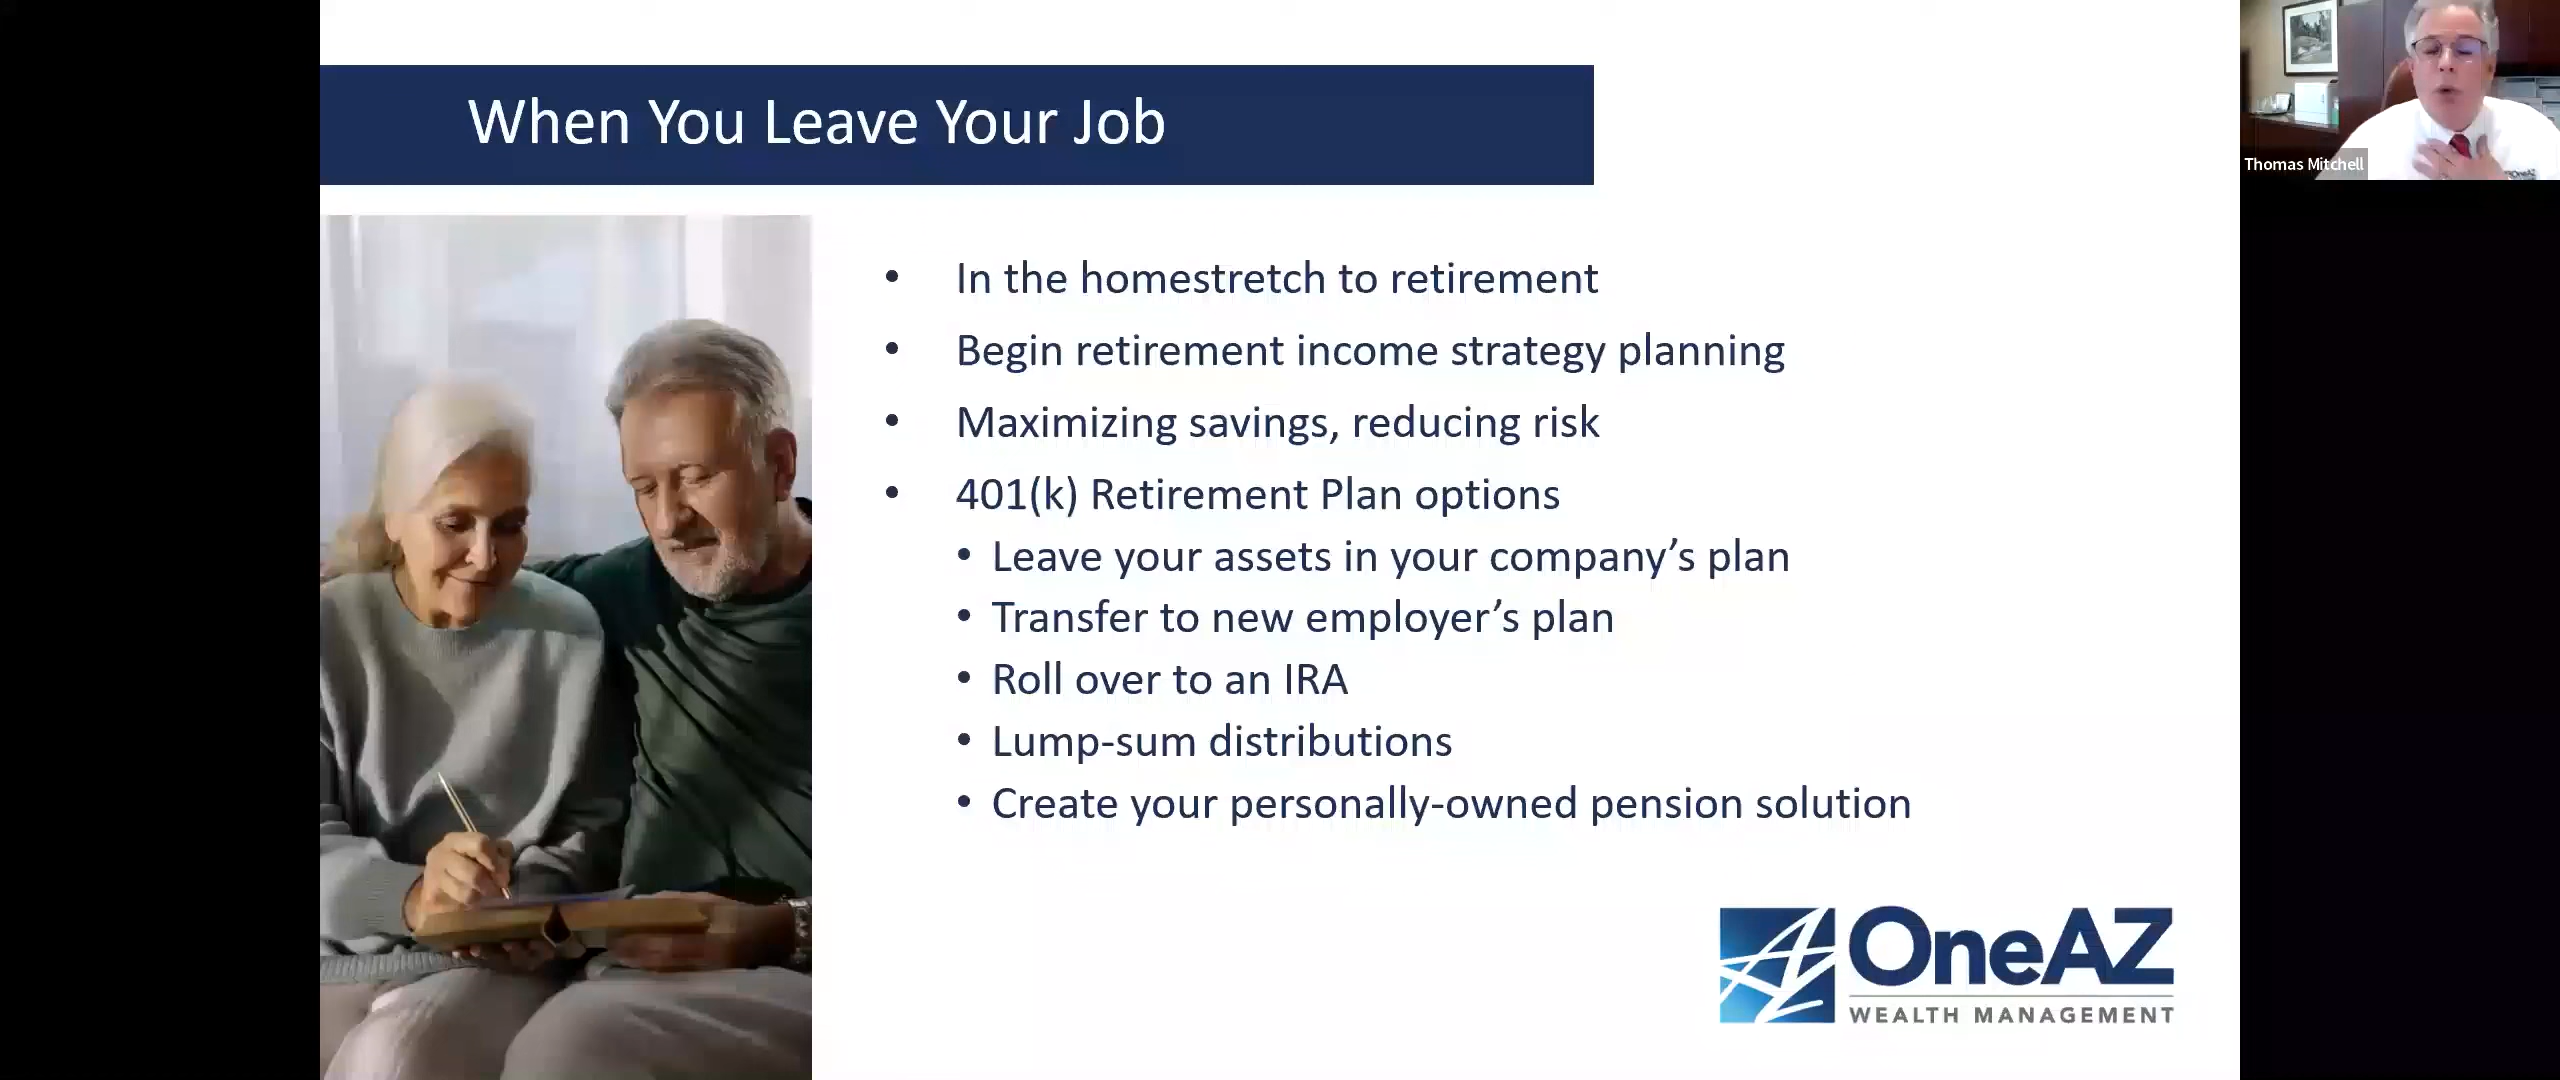 When You Leave Your Job
Thomas Mitchell
• In the homestretch to retirement
• Begin retirement income strategy planning
• Maximizing savings, reducing risk
• 401(k) Retirement Plan options
• Leave your assets in your company’s plan
• Transfer to new employer’s plan
• Roll over to an IRA
• Lump-sum distributions
• Create your personally-owned pension solution
OneAZ
WEALTH MANAGEMENT